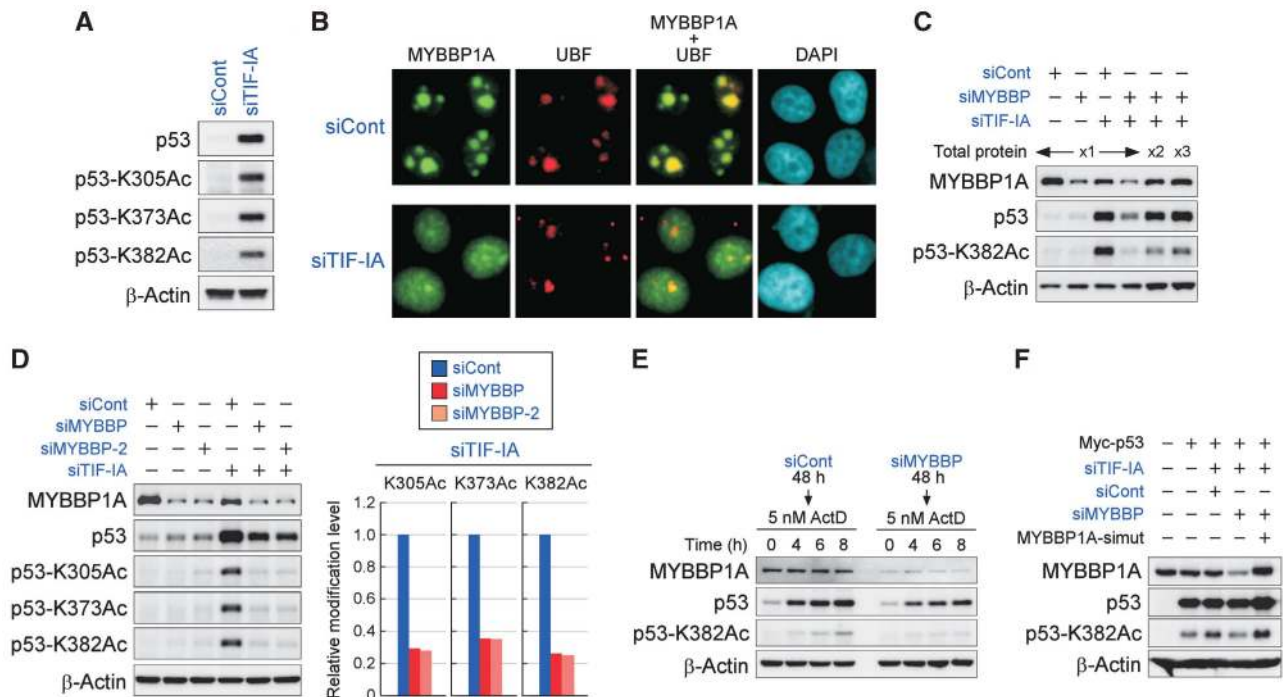 A
siCont
siTIF-IA
p53
p53-K305Ac
p53-K373Ac
p53-K382Ac
β-Actin
B
MYBBP1A
UBF
MYBBP1A
+
UBF
DAPI
siCont
siTIF-IA
C
siCont + – + – – –
siMYBBP – + – + + +
siTIF-IA – – + + + +
Total protein x1 x2 x3
MYBBP1A
p53
p53-K382Ac
β-Actin
D
siCont + – – + – –
siMYBBP – + – – + –
siMYBBP-2 – – + – – +
siTIF-IA – – – + + +
MYBBP1A
p53
p53-K305Ac
p53-K373Ac
p53-K382Ac
β-Actin
siCont
siMYBBP
siMYBBP-2
siTIF-IA
K305Ac K373Ac K382Ac
Relative modification level
1.2
1.0
0.8
0.6
0.4
0.2
0
E
siCont siMYBBP
48 h 48 h
5 nM ActD 5 nM ActD
Time (h) 0 4 6 8 0 4 6 8
MYBBP1A
p53
p53-K382Ac
β-Actin
F
Myc-p53 – + + + +
siTIF-IA – – + + +
siCont – – + – –
siMYBBP – – – + +
MYBBP1A-simut – – – – +
MYBBP1A
p53
p53-K382Ac
β-Actin